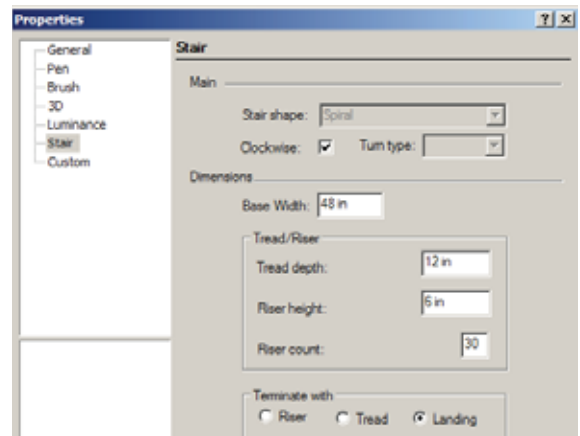 Properties
General
Pen
Brush
3D
Luminance
Stair
Custom
Stair
Main
Stair shape: Spiral
Clockwise: Turn type:
Dimensions
Base Width: 48 in
Tread/Riser
Tread depth: 12 in
Riser height: 6 in
Riser count: 30
Terminate with
Riser Tread Landing